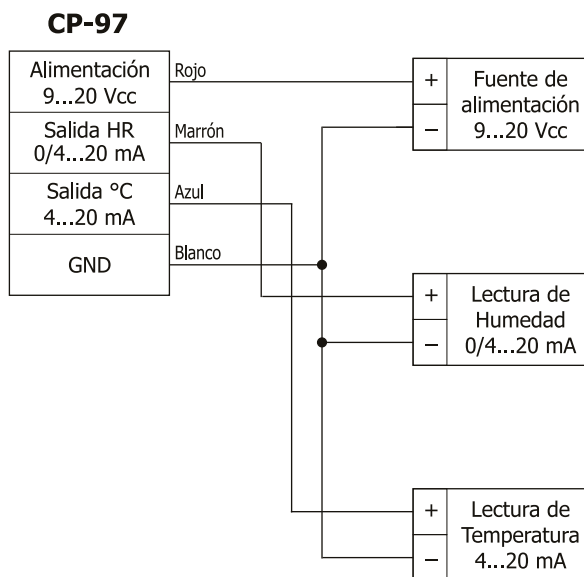 CP-97
Alimentación
9...20 Vcc
Rojo
Salida HR
0/4...20 mA
Marrón
Salida °C
4...20 mA
Azul
GND
Blanco
+
−
Fuente de
alimentación
9...20 Vcc
+
−
Lectura de
Humedad
0/4...20 mA
+
−
Lectura de
Temperatura
4...20 mA